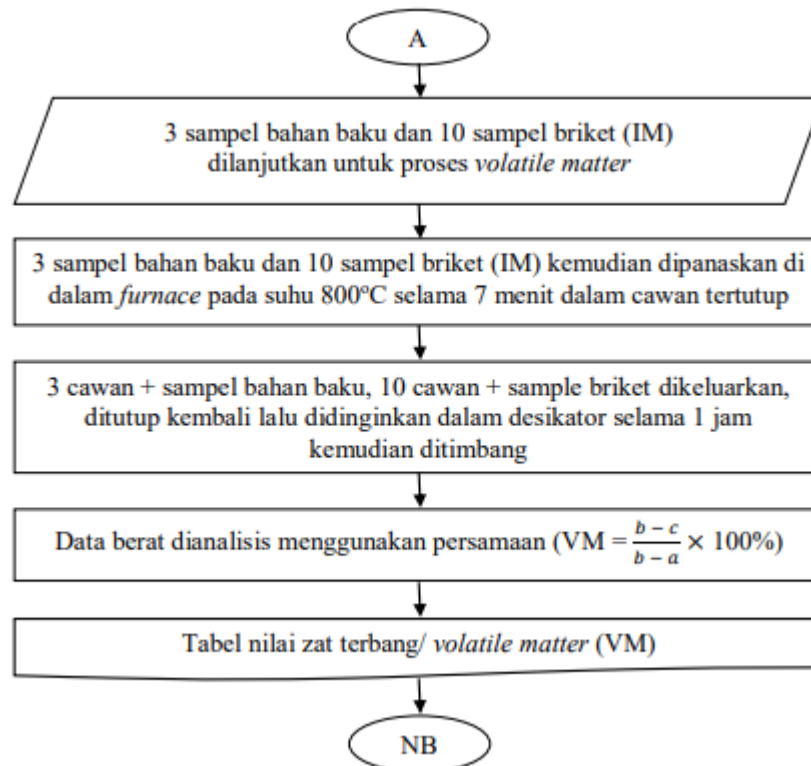 A
3 sampel bahan baku dan 10 sampel briket (IM)
dilanjutkan untuk proses volatile matter
3 sampel bahan baku dan 10 sampel briket (IM) kemudian dipanaskan di
dalam furnace pada suhu 800ºC selama 7 menit dalam cawan tertutup
3 cawan + sampel bahan baku, 10 cawan + sample briket dikeluarkan,
ditutup kembali lalu didinginkan dalam desikator selama 1 jam
kemudian ditimbang
Data berat dianalisis menggunakan persamaan (VM = \frac{b - c}{b - a} × 100%)
Tabel nilai zat terbang/ volatile matter (VM)
NB